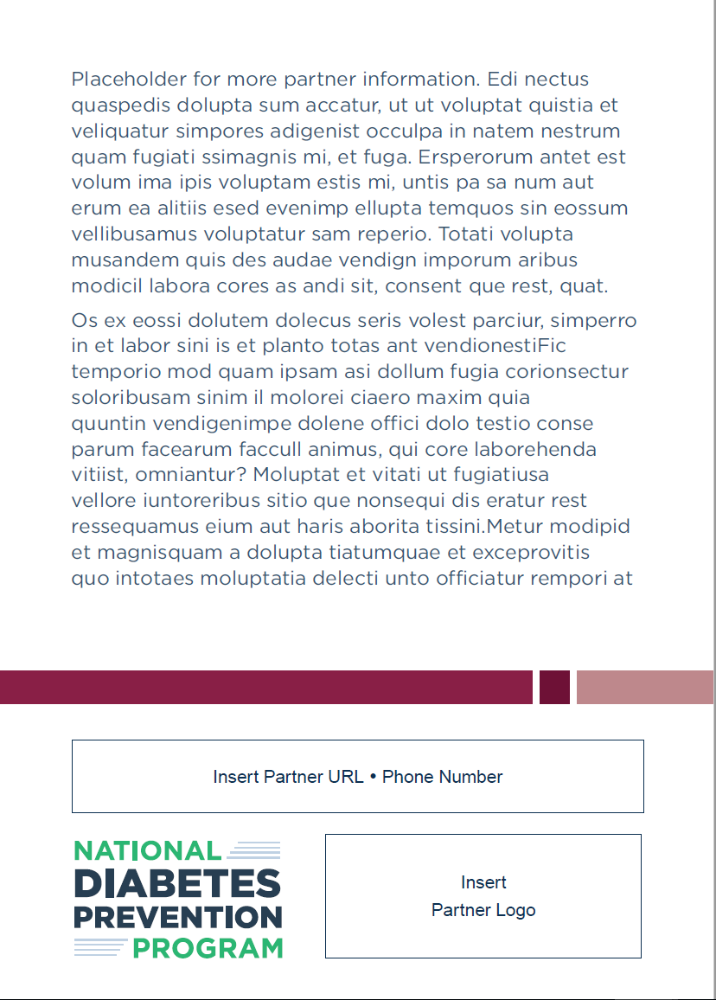 Placeholder for more partner information. Edi nectus
quaspedis dolupta sum accatur, ut ut voluptat quistia et
veliquatur simpores adigenist occulpa in natem nestrum
quam fugiati ssimagnis mi, et fuga. Ersperorum antet est
volum ima ipis voluptam estis mi, untis pa sa num aut
erum ea alitiis esed evenimp ellupta temquos sin eossum
vellibusamus voluptatur sam reperio. Totati volupta
musandem quis des audae vendign imporum aribus
modicil labora cores as andi sit, consent que rest, quat.
Os ex eossi dolutem dolecus seris volest parciur, simperro
in et labor sini is et planto totas ant vendionestiFic
temporio mod quam ipsam asi dollum fugia corionsectur
soloribusam sinim il molorei ciaero maxim quia
quuntin vendigenimpe dolene offici dolo testio conse
parum facearum faccull animus, qui core laborehenda
vitiist, omniantur? Moluptat et vitati ut fugiatiusa
vellore iuntoreribus sitio que nonsequi dis eratur rest
ressequamus eium aut haris aborita tissini.Metur modipid
et magnisquam a dolupta tiatumquae et exceprovitis
quo intotaes moluptatia delecti unto officiatur rempori at
Insert Partner URL • Phone Number
NATIONAL
DIABETES
PREVENTION
PROGRAM
Insert
Partner Logo